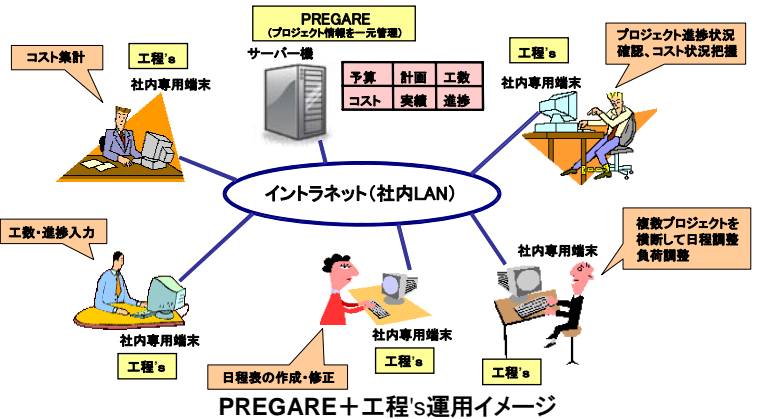 PREGARE
（プロジェクト情報を一元管理）
サーバー機
予算 計画 工数
コスト 実績 進捗
コスト集計
工程's
社内専用端末
工程's
社内専用端末
プロジェクト進捗状況
確認、コスト状況把握
イントラネット（社内LAN）
工数・進捗入力
社内専用端末
工程's
日程表の作成・修正
社内専用端末
工程's
社内専用端末
工程's
複数プロジェクトを
横断して日程調整
負荷調整
PREGARE＋工程's運用イメージ